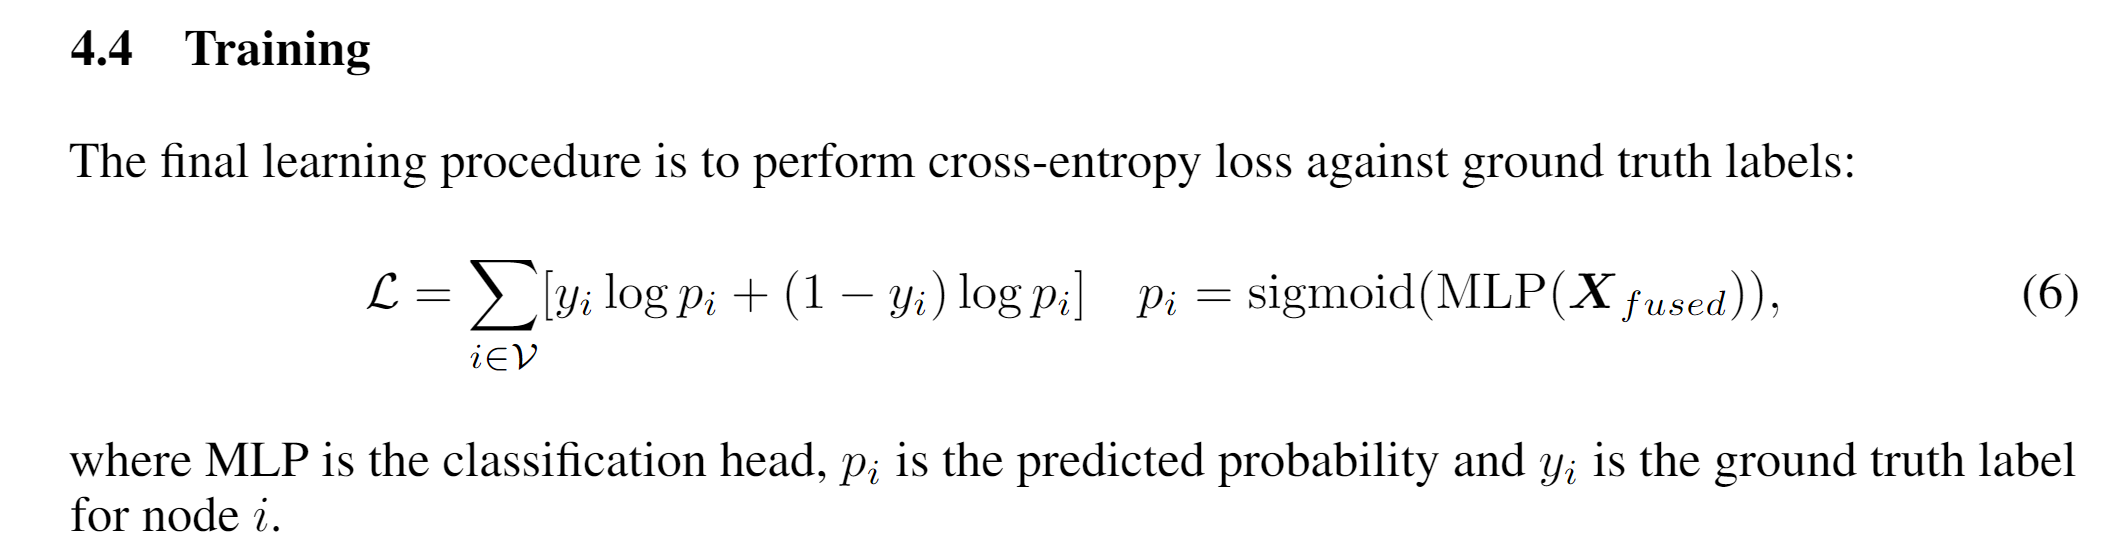 4.4 Training
The final learning procedure is to perform cross-entropy loss against ground truth labels:
$\mathcal{L} = \sum_{i \in \mathcal{V}} [y_i \log p_i + (1 - y_i) \log p_i] \quad p_i = \text{sigmoid}(\text{MLP}(\boldsymbol{X}_{fused})),$ (6)
where MLP is the classification head, $p_i$ is the predicted probability and $y_i$ is the ground truth label
for node $i$.